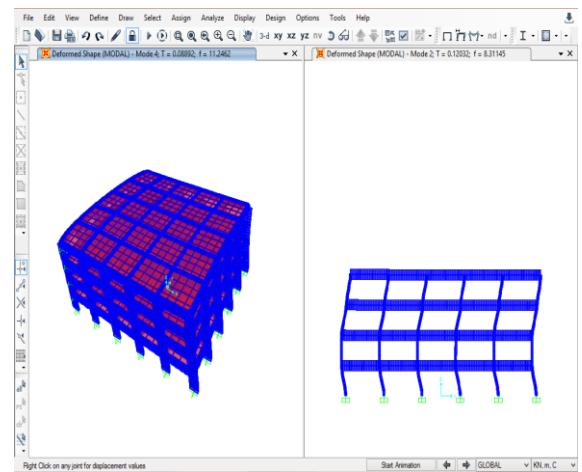 File Edit View Define Draw Select Assign Analyze Display Design Options Tools Help
3-d xy xz yz nv
nd
Deformed Shape (MODAL) - Mode 4; T = 0.08892; f = 11.2462
Deformed Shape (MODAL) - Mode 2; T = 0.12032; f = 8.31145
Right Click on any joint for displacement values
Start Animation
GLOBAL
KN, m, C